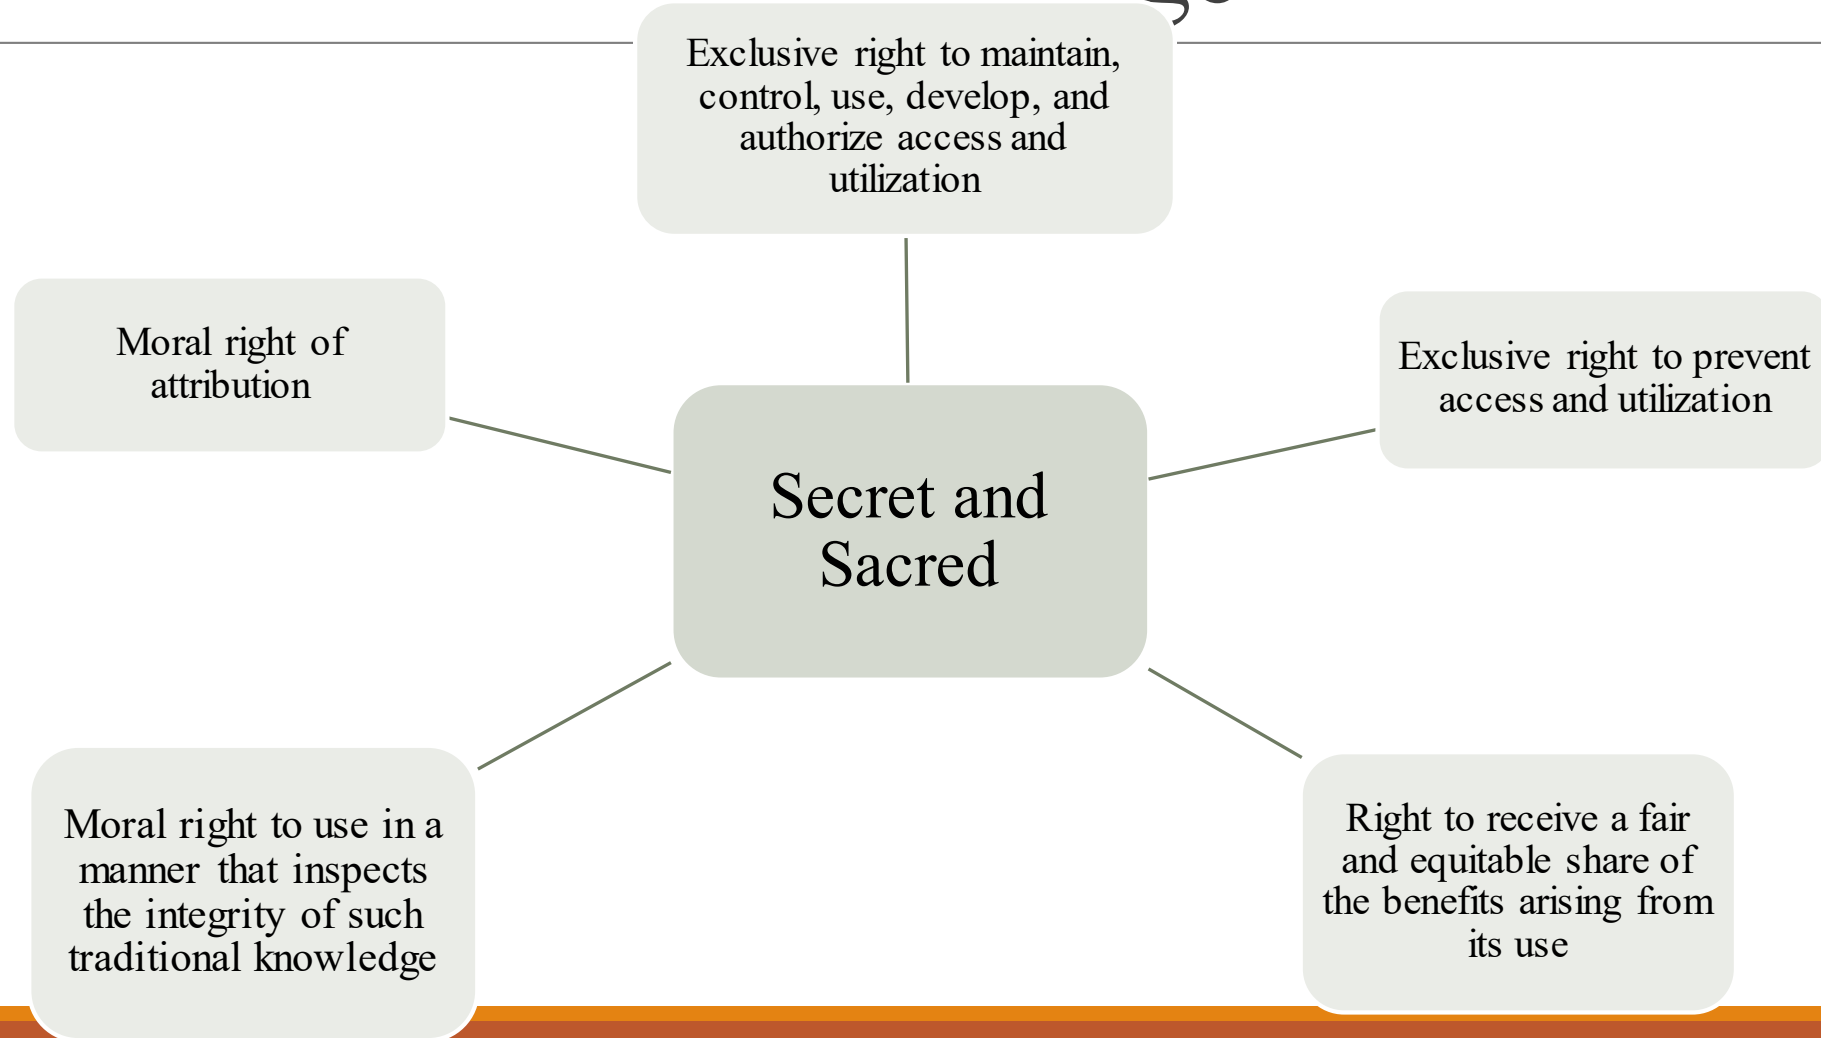 Exclusive right to maintain,
control, use, develop, and
authorize access and
utilization
Moral right of
attribution
Exclusive right to prevent
access and utilization
Secret and
Sacred
Moral right to use in a
manner that inspects
the integrity of such
traditional knowledge
Right to receive a fair
and equitable share of
the benefits arising from
its use